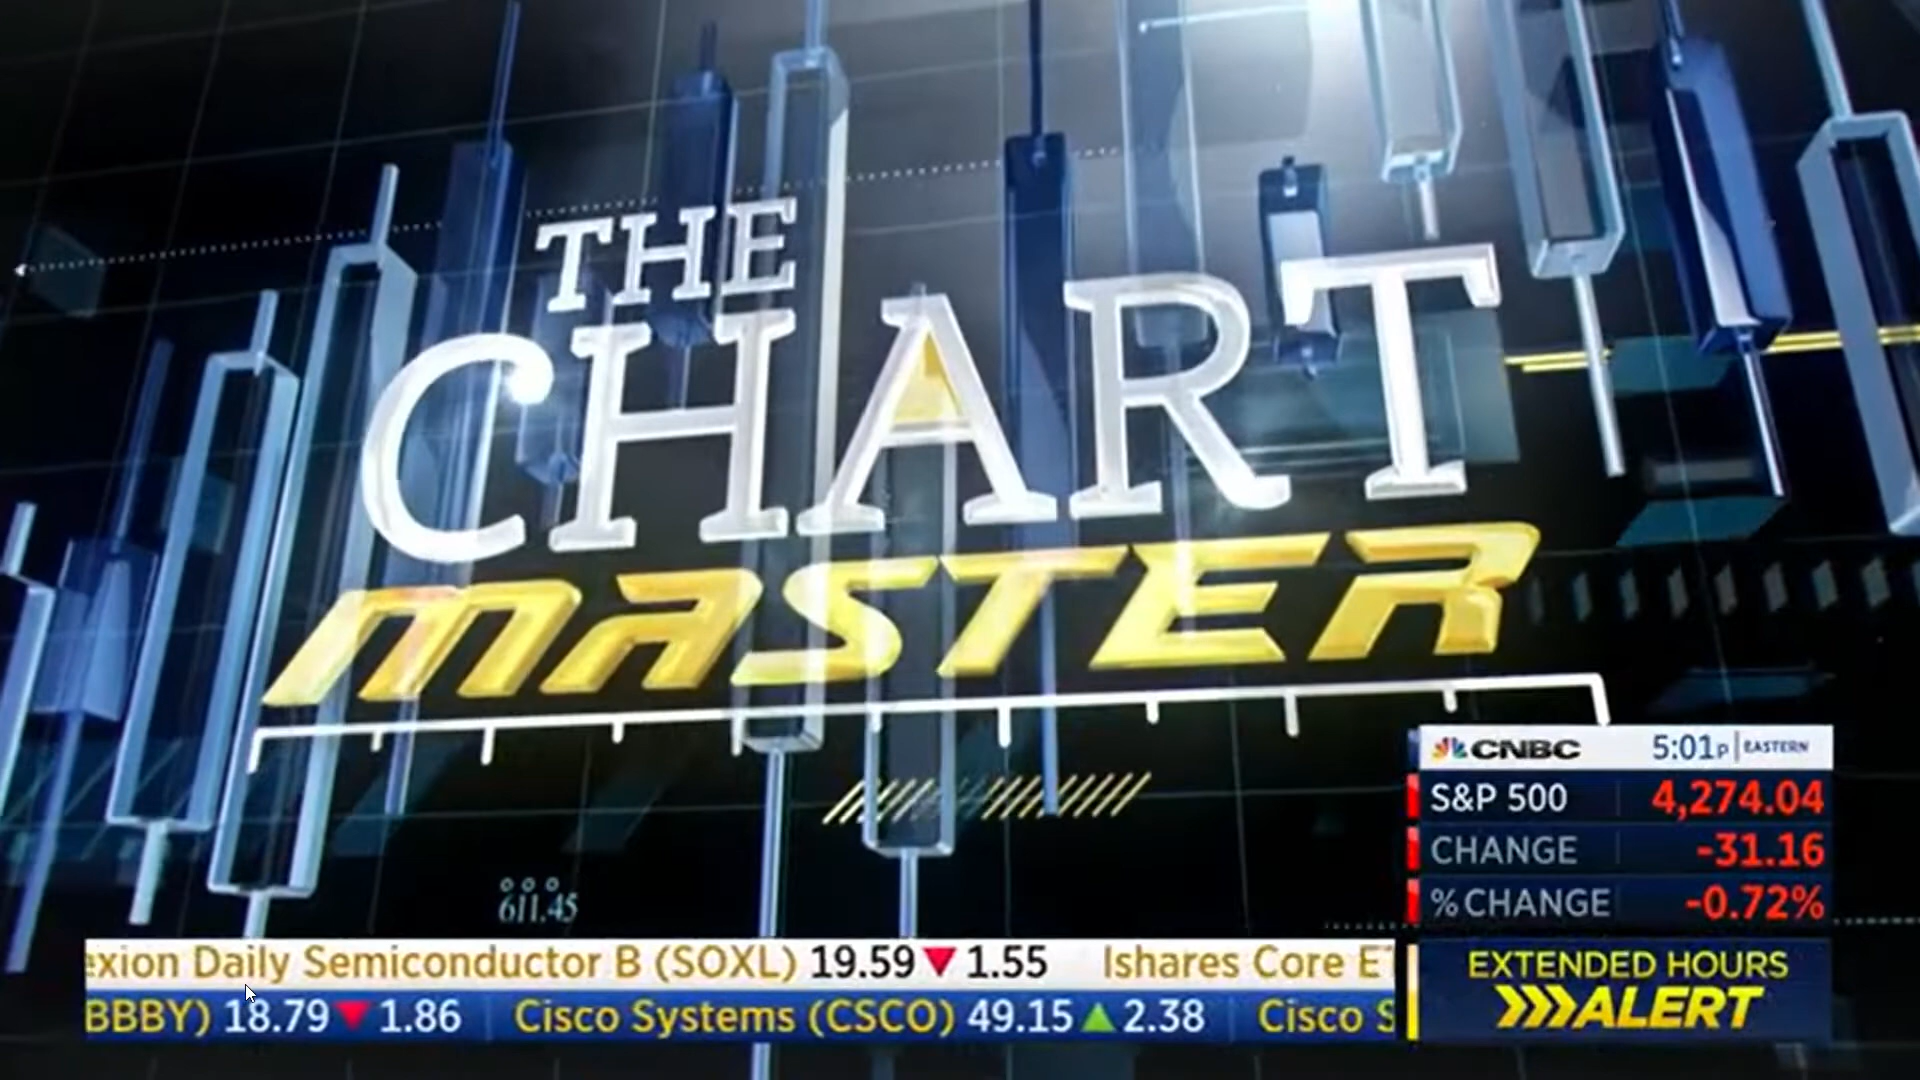 THE
CHART
MASTER
611.45
CNBC 5:01P EASTERN
S&P 500 4,274.04
CHANGE -31.16
% CHANGE -0.72%
EXTENDED HOURS
ALERT
exion Daily Semiconductor B (SOXL) 19.59 ▼ 1.55 Ishares Core ET
BBBY) 18.79 ▼ 1.86 Cisco Systems (CSCO) 49.15 ▲ 2.38 Cisco S